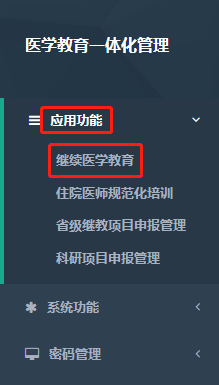 医学教育一体化管理
应用功能
继续医学教育
住院医师规范化培训
省级继教项目申报管理
科研项目申报管理
系统功能
密码管理